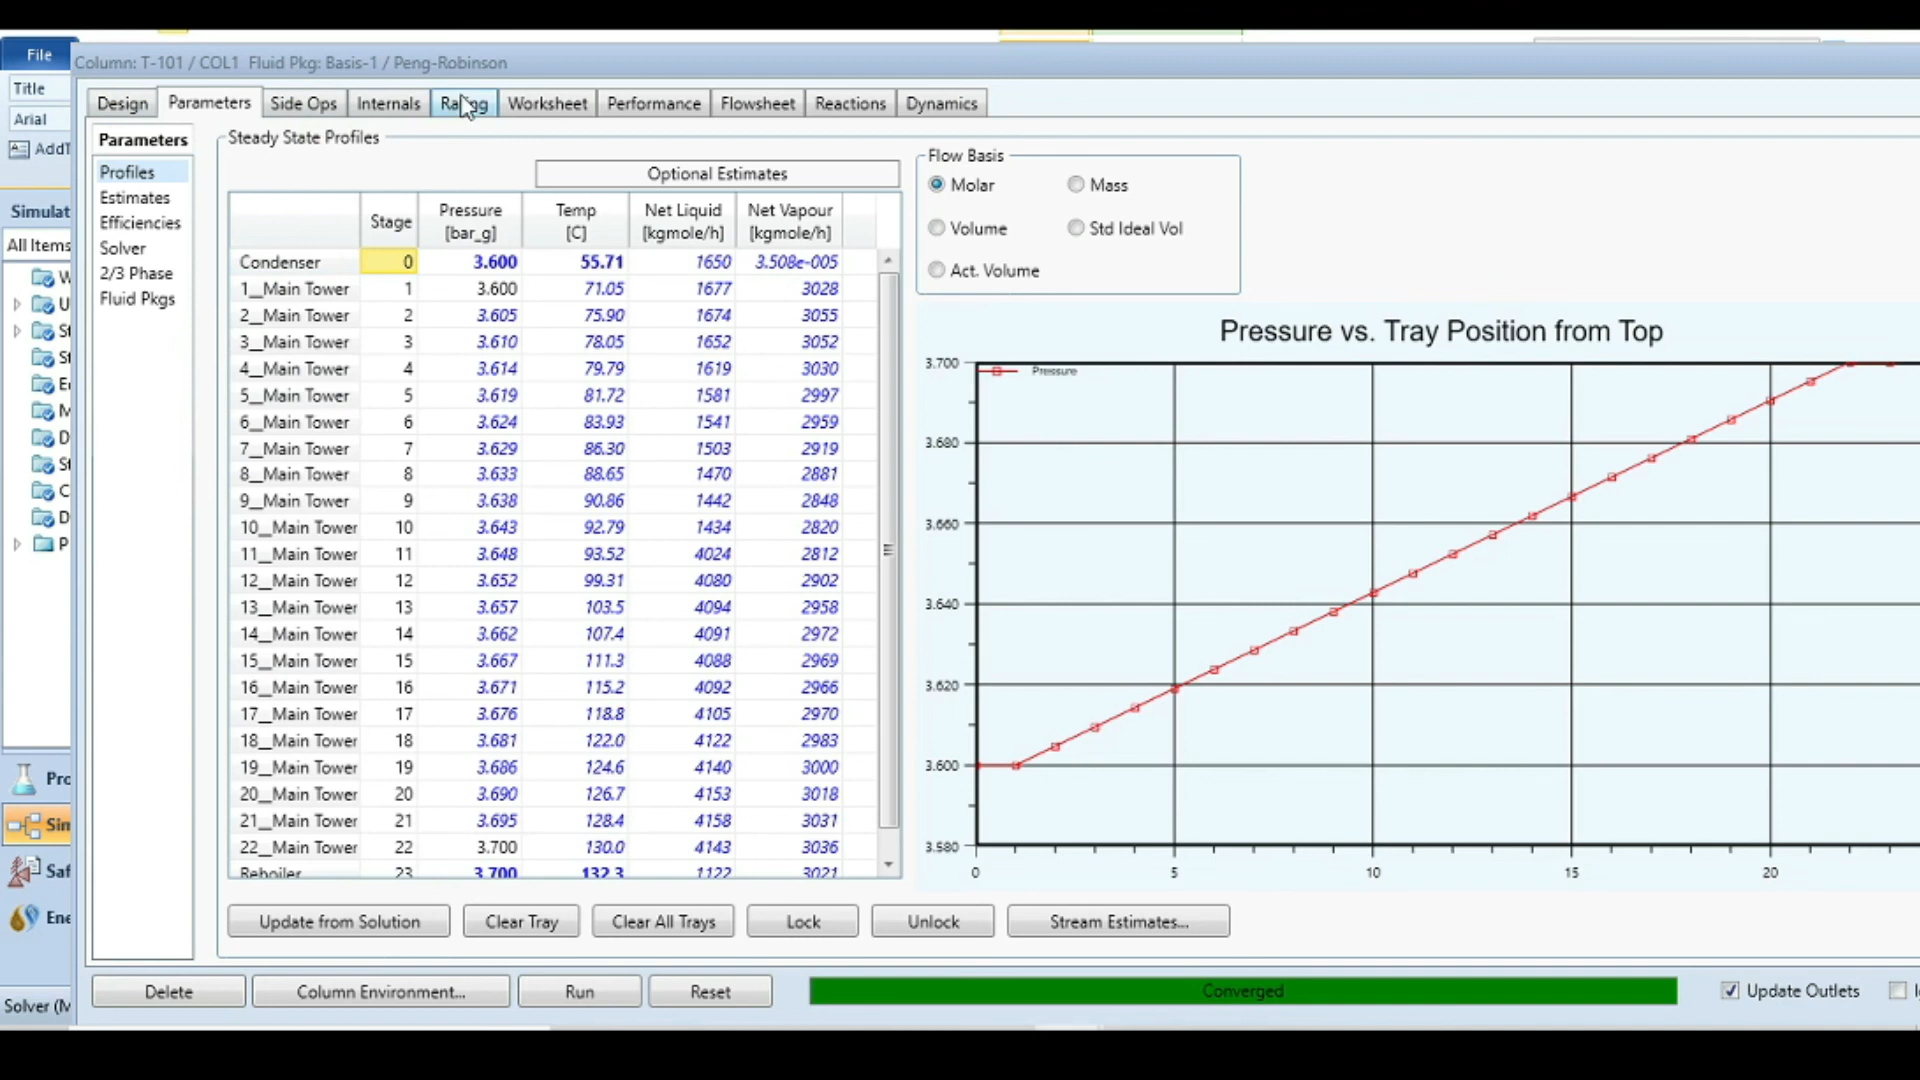 File
Column: T-101 / COL1 Fluid Pkg: Basis-1 / Peng-Robinson
Title
Arial
Design Parameters Side Ops Internals Worksheet Performance Flowsheet Reactions Dynamics
Parameters
Profiles
Estimates
Efficiencies
Solver
2/3 Phase
Fluid Pkgs
Simulat
All Items
Steady State Profiles
Optional Estimates
Stage Pressure [bar_g] Temp [C] Net Liquid [kgmole/h] Net Vapour [kgmole/h]
Condenser 0 3.600 55.71 1650 3.508e-005
1__Main Tower 1 3.600 71.05 1677 3028
2__Main Tower 2 3.605 75.90 1674 3055
3__Main Tower 3 3.610 78.05 1652 3052
4__Main Tower 4 3.614 79.79 1619 3030
5__Main Tower 5 3.619 81.72 1581 2997
6__Main Tower 6 3.624 83.93 1541 2959
7__Main Tower 7 3.629 86.30 1503 2919
8__Main Tower 8 3.633 88.65 1470 2881
9__Main Tower 9 3.638 90.86 1442 2848
10__Main Tower 10 3.643 92.79 1434 2820
11__Main Tower 11 3.648 93.52 4024 2812
12__Main Tower 12 3.652 99.31 4080 2902
13__Main Tower 13 3.657 103.5 4094 2958
14__Main Tower 14 3.662 107.4 4091 2972
15__Main Tower 15 3.667 111.3 4088 2969
16__Main Tower 16 3.671 115.2 4092 2966
17__Main Tower 17 3.676 118.8 4105 2970
18__Main Tower 18 3.681 122.0 4122 2983
19__Main Tower 19 3.686 124.6 4140 3000
20__Main Tower 20 3.690 126.7 4153 3018
21__Main Tower 21 3.695 128.4 4158 3031
22__Main Tower 22 3.700 130.0 4143 3036
Reboiler 23 3.700 132.3 1122 3021
Flow Basis
Molar Mass
Volume Std Ideal Vol
Act. Volume
Pressure vs. Tray Position from Top
Pressure
3.700
3.680
3.660
3.640
3.620
3.600
3.580
0 5 10 15 20
Update from Solution Clear Tray Clear All Trays Lock Unlock Stream Estimates...
Pro
Sim
Saf
Ene
Delete Column Environment... Run Reset Converged Update Outlets
Solver (M